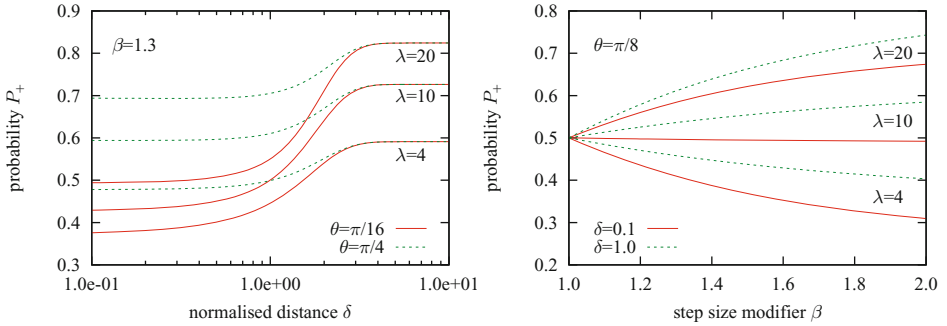 0.9
0.8
0.7
0.6
0.5
0.4
0.3
β=1.3
λ=20
λ=10
λ=4
θ=π/16
θ=π/4
1.0e-01
1.0e+00
1.0e+01
normalised distance δ
probability P₊
0.8
0.7
0.6
0.5
0.4
0.3
0.2
θ=π/8
λ=20
λ=10
λ=4
δ=0.1
δ=1.0
1.0
1.2
1.4
1.6
1.8
2.0
step size modifier β
probability P₊